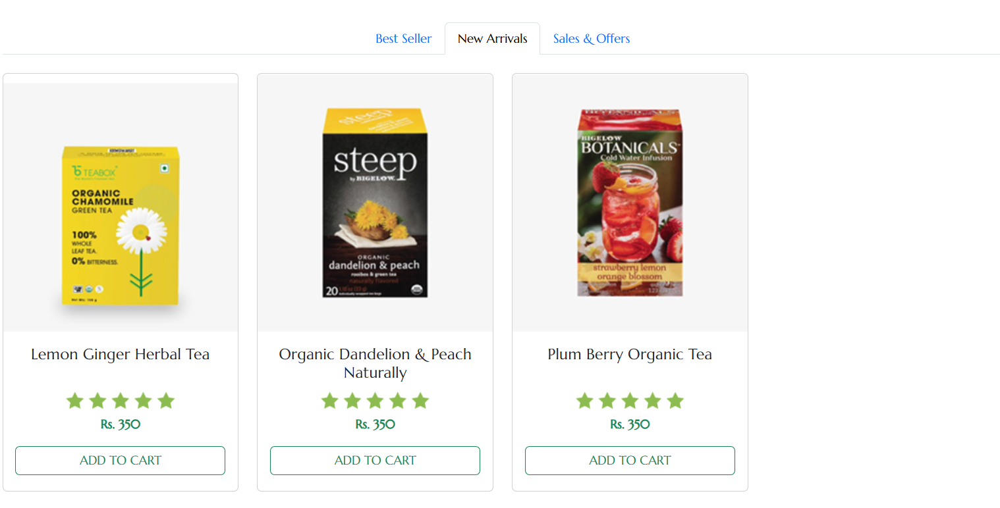 Best Seller
New Arrivals
Sales & Offers
TEABOX
ORGANIC
CHAMOMILE
GREEN TEA
100%
WHOLE
LEAF TEA.
0% BITTERNESS.
Lemon Ginger Herbal Tea
Rs. 350
ADD TO CART
steep
steep
by BIGELOW.
ORGANIC
dandelion & peach
rooibos & green tea
naturally flavored
20
Organic Dandelion & Peach
Naturally
Rs. 350
ADD TO CART
BIGELOW
BOTANICALS
Cold Water Infusion
strawberry lemon
orange blossom
Plum Berry Organic Tea
Rs. 350
ADD TO CART